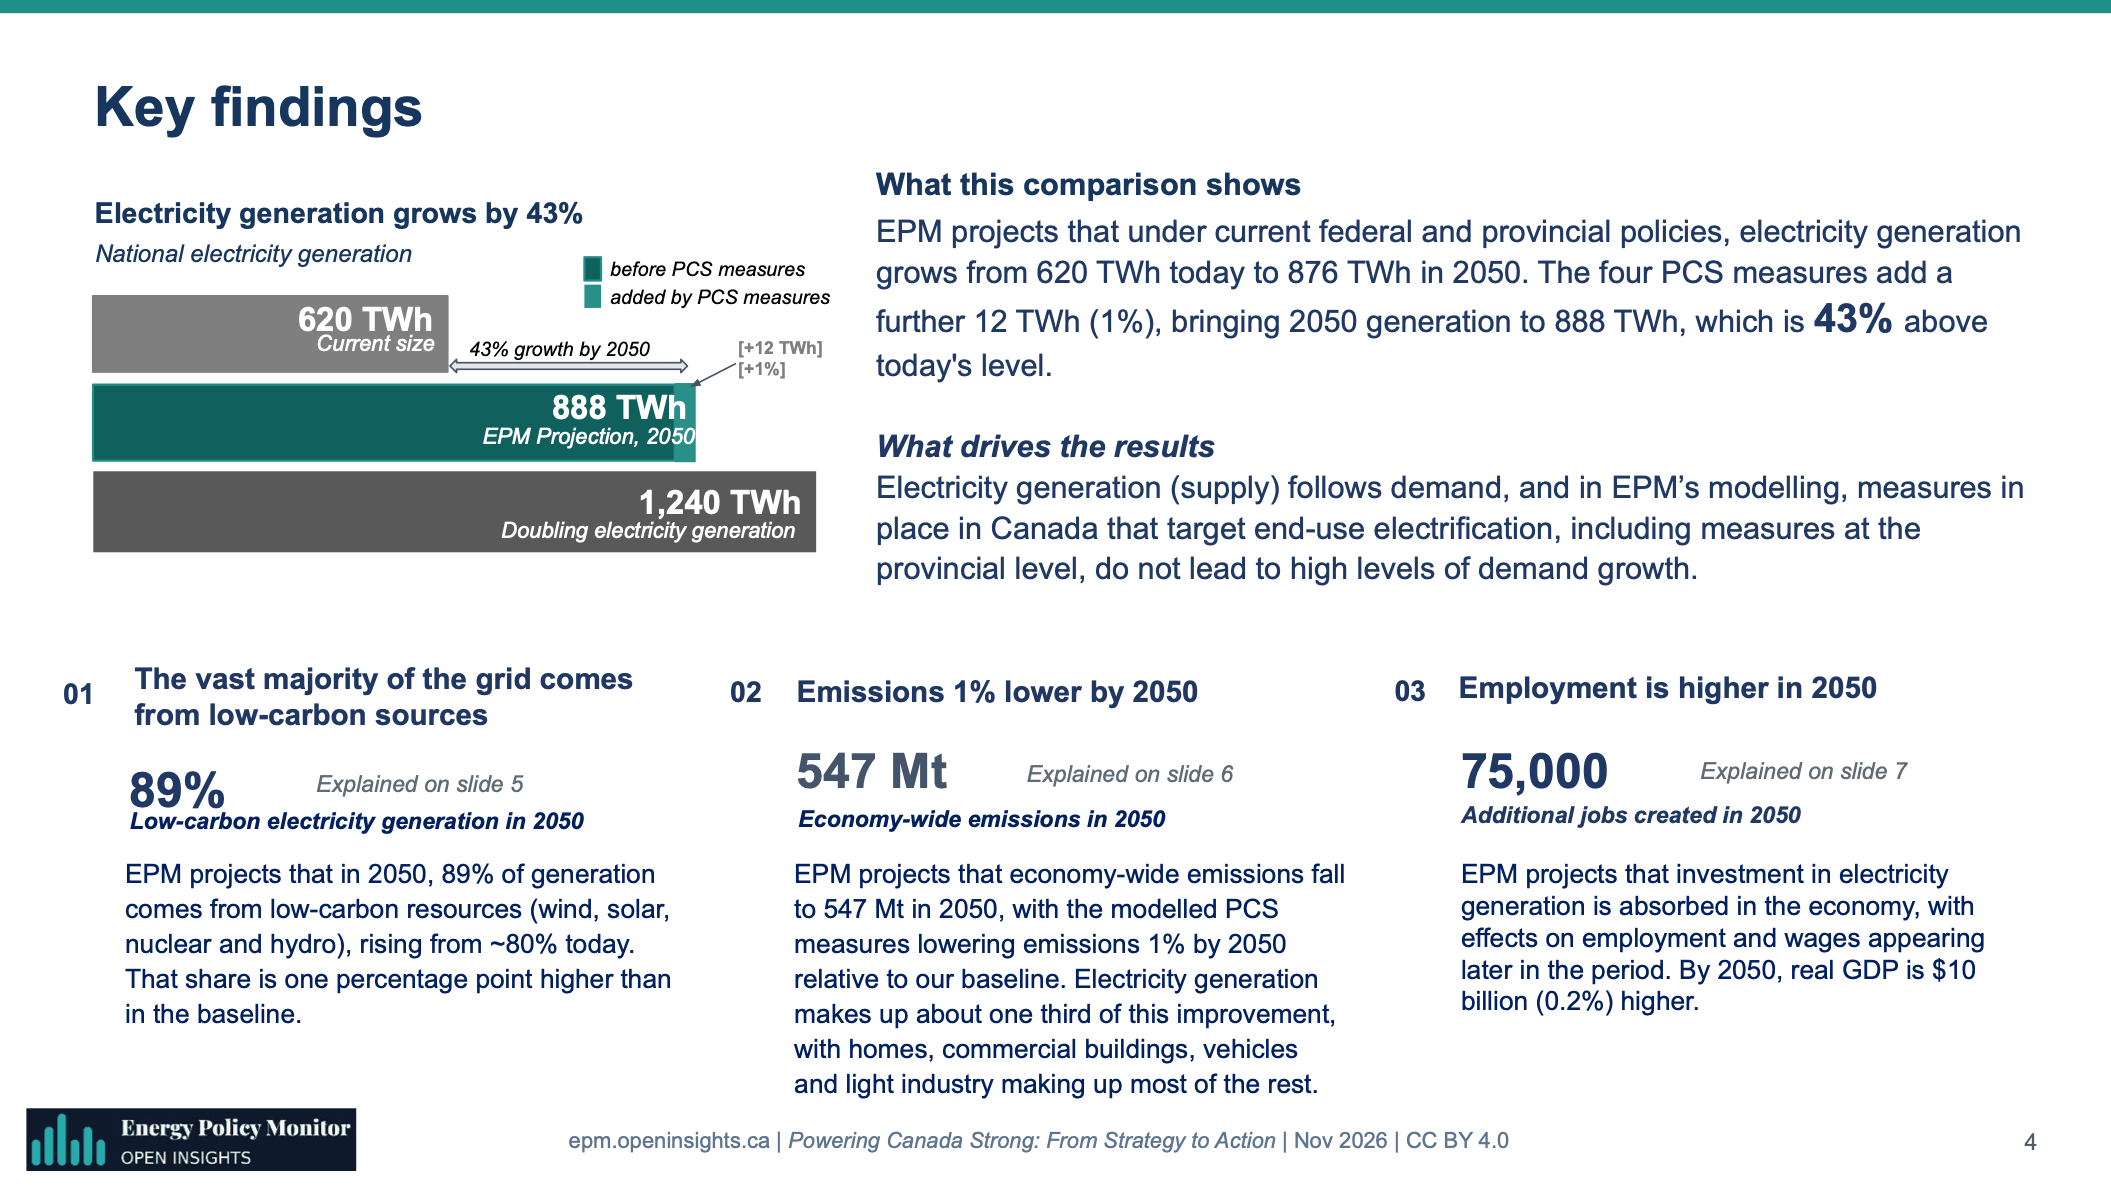 Key findings
Electricity generation grows by 43%
National electricity generation
before PCS measures
added by PCS measures
620 TWh
Current size
43% growth by 2050
[+12 TWh]
[+1%]
888 TWh
EPM Projection, 2050
1,240 TWh
Doubling electricity generation
What this comparison shows
EPM projects that under current federal and provincial policies, electricity generation
grows from 620 TWh today to 876 TWh in 2050. The four PCS measures add a
further 12 TWh (1%), bringing 2050 generation to 888 TWh, which is 43% above
today's level.
What drives the results
Electricity generation (supply) follows demand, and in EPM’s modelling, measures in
place in Canada that target end-use electrification, including measures at the
provincial level, do not lead to high levels of demand growth.
01
The vast majority of the grid comes
from low-carbon sources
89%
Explained on slide 5
Low-carbon electricity generation in 2050
EPM projects that in 2050, 89% of generation
comes from low-carbon resources (wind, solar,
nuclear and hydro), rising from ~80% today.
That share is one percentage point higher than
in the baseline.
02
Emissions 1% lower by 2050
547 Mt
Explained on slide 6
Economy-wide emissions in 2050
EPM projects that economy-wide emissions fall
to 547 Mt in 2050, with the modelled PCS
measures lowering emissions 1% by 2050
relative to our baseline. Electricity generation
makes up about one third of this improvement,
with homes, commercial buildings, vehicles
and light industry making up most of the rest.
03
Employment is higher in 2050
75,000
Explained on slide 7
Additional jobs created in 2050
EPM projects that investment in electricity
generation is absorbed in the economy, with
effects on employment and wages appearing
later in the period. By 2050, real GDP is $10
billion (0.2%) higher.
Energy Policy Monitor
OPEN INSIGHTS
epm.openinsights.ca | Powering Canada Strong: From Strategy to Action | Nov 2026 | CC BY 4.0
4